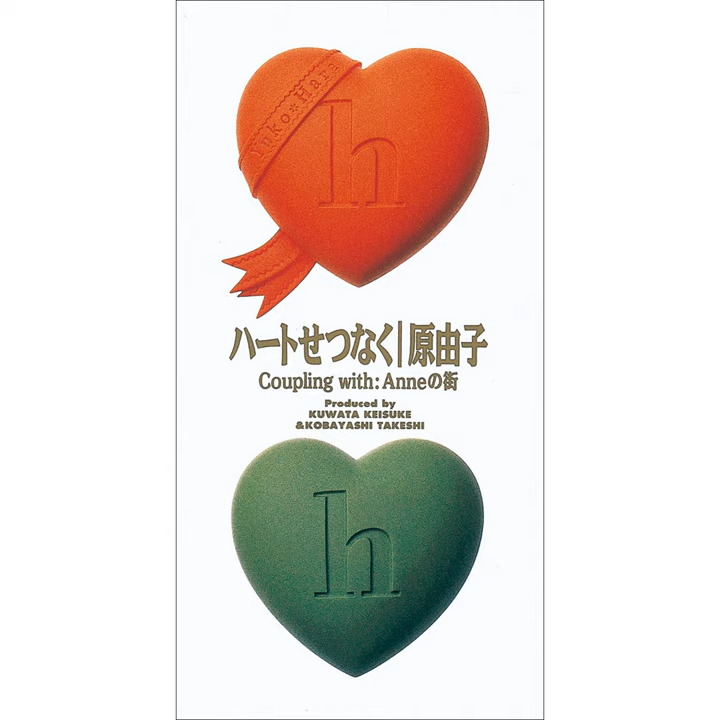 Yuko*Hara
h
ハートせつなく|原由子
Coupling with: Anneの街
Produced by
KUWATA KEISUKE
&KOBAYASHI TAKESHI
h